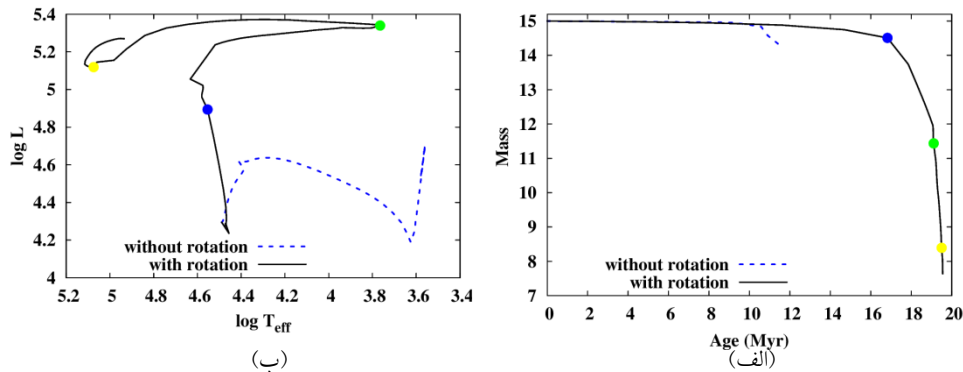 5.4
5.2
5
4.8
4.6
4.4
4.2
4
log L
without rotation
with rotation
5.2 5 4.8 4.6 4.4 4.2 4 3.8 3.6 3.4
log T_eff
(ب)
15
14
13
12
11
10
9
8
7
Mass
without rotation
with rotation
0 2 4 6 8 10 12 14 16 18 20
Age (Myr)
(الف)